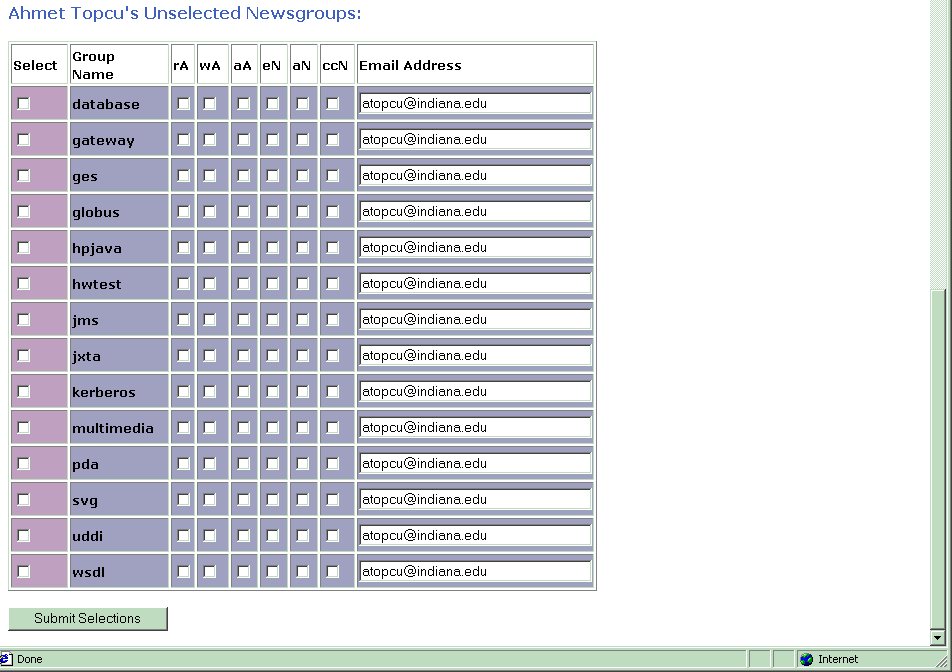 Ahmet Topcu's Unselected Newsgroups:
Select Group Name rA wA aA eN aN ccN Email Address
database atopcu@indiana.edu
gateway atopcu@indiana.edu
ges atopcu@indiana.edu
globus atopcu@indiana.edu
hpjava atopcu@indiana.edu
hwtest atopcu@indiana.edu
jms atopcu@indiana.edu
jxta atopcu@indiana.edu
kerberos atopcu@indiana.edu
multimedia atopcu@indiana.edu
pda atopcu@indiana.edu
svg atopcu@indiana.edu
uddi atopcu@indiana.edu
wsdl atopcu@indiana.edu
Submit Selections
Done Internet